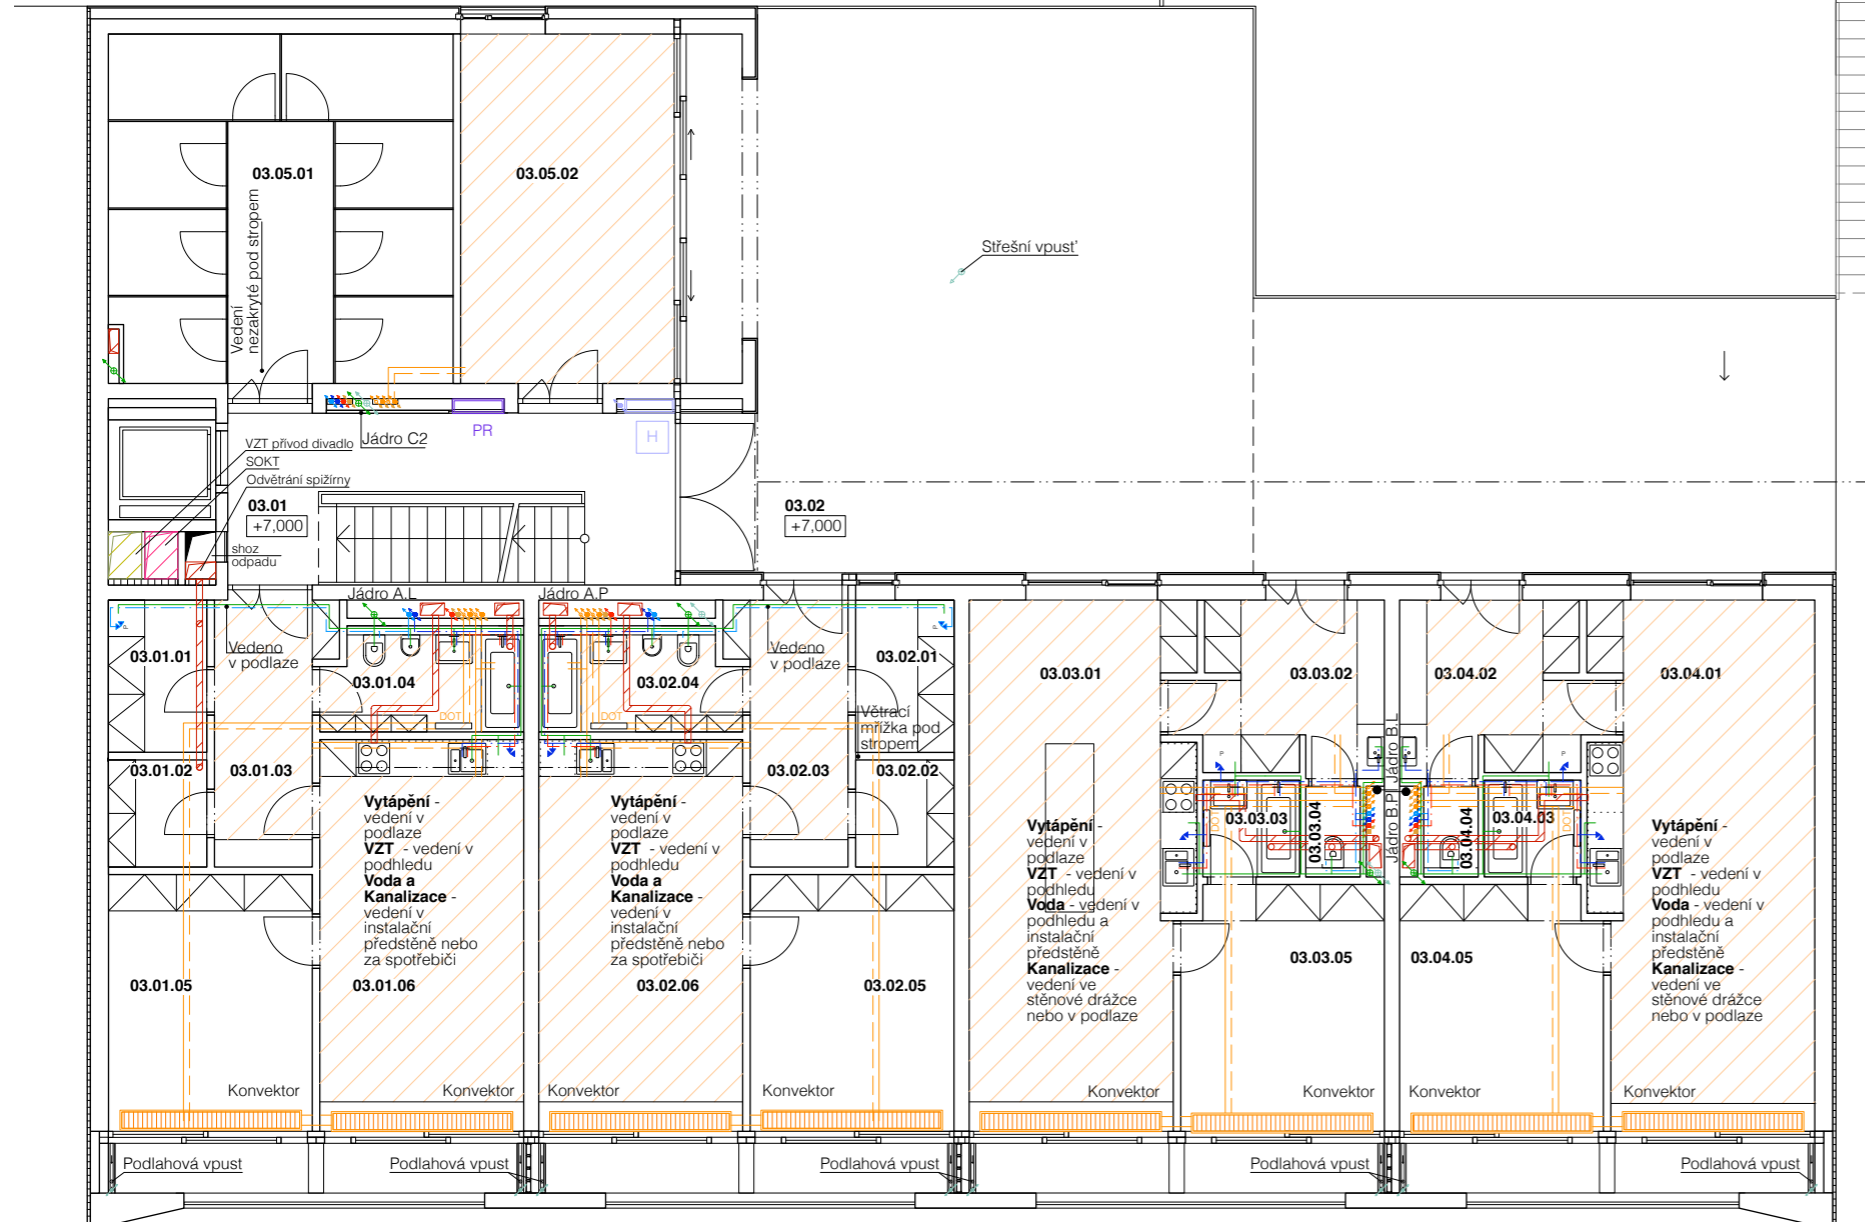 03.05.01
03.05.02
Vedení
nezakryté pod stropem
Střešní vpusť
Jádro C2
PR
H
VZT přívod divadlo
SOKT
Odvětrání spižírny
03.01
+7,000
shoz
odpadu
03.02
+7,000
Jádro A.L
Jádro A.P
P
P
03.01.01
Vedeno
v podlaze
03.01.04
DOT
03.02.04
DOT
Vedeno
v podlaze
03.02.01
Větrací
mřížka pod
stropem
03.01.02
03.01.03
03.02.03
03.02.02
03.03.01
03.03.02
03.04.02
03.04.01
Jádro B.L
Jádro B.P
P
P
03.03.03
DOT
03.03.04
03.04.04
03.04.03
DOT
Vytápění -
vedení v
podlaze
VZT - vedení v
podhledu
Voda a
Kanalizace -
vedení v
instalační
předstěně nebo
za spotřebiči
Vytápění -
vedení v
podlaze
VZT - vedení v
podhledu
Voda a
Kanalizace -
vedení v
instalační
předstěně nebo
za spotřebiči
Vytápění -
vedení v
podlaze
VZT - vedení v
podhledu
Voda - vedení v
podhledu a
instalační
předstěně
Kanalizace -
vedení ve
stěnové drážce
nebo v podlaze
Vytápění -
vedení v
podlaze
VZT - vedení v
podhledu
Voda - vedení v
podhledu a
instalační
předstěně
Kanalizace -
vedení ve
stěnové drážce
nebo v podlaze
03.01.05
03.01.06
03.02.06
03.02.05
03.03.05
03.04.05
Konvektor
Konvektor
Konvektor
Konvektor
Konvektor
Konvektor
Konvektor
Konvektor
Podlahová vpust
Podlahová vpust
Podlahová vpust
Podlahová vpust
Podlahová vpust